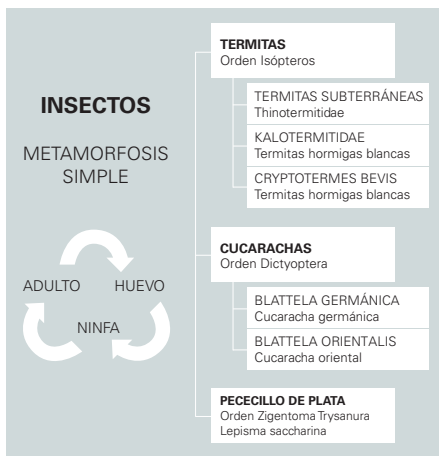 INSECTOS
METAMORFOSIS
SIMPLE
ADULTO
HUEVO
NINFA
TERMITAS
Orden Isópteros
TERMITAS SUBTERRÁNEAS
Thinotermitidae
KALOTERMITIDAE
Termitas hormigas blancas
CRYPTOTERMES BEVIS
Termitas hormigas blancas
CUCARACHAS
Orden Dictyoptera
BLATTELA GERMÁNICA
Cucaracha germánica
BLATTELA ORIENTALIS
Cucaracha oriental
PECECILLO DE PLATA
Orden Zigentoma Trysanura
Lepisma saccharina